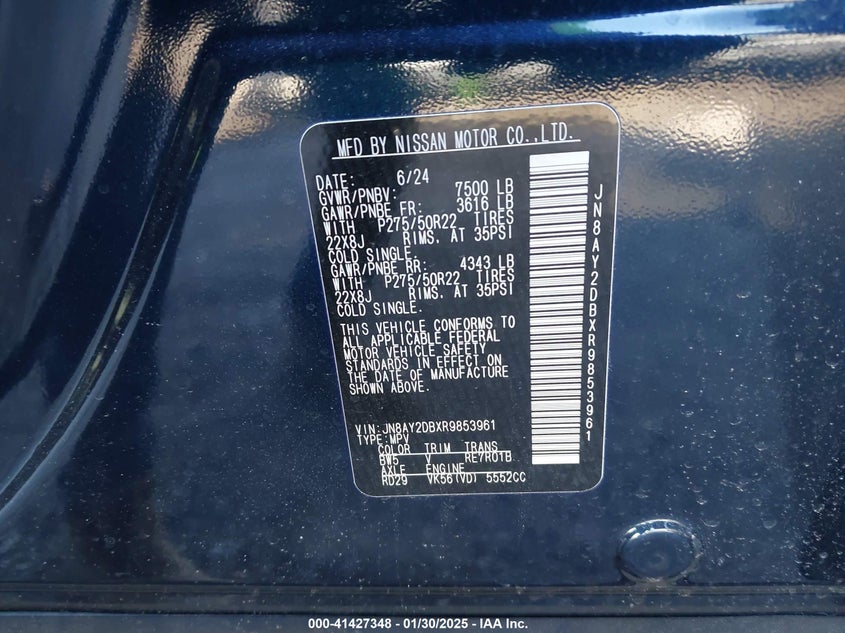 MFD BY NISSAN MOTOR CO.,LTD.
DATE: 6/24
GVWR/PNBV: 7500 LB
GAWR/PNBE FR: 3616 LB
WITH P275/50R22 TIRES
22X8J RIMS. AT 35PSI
COLD SINGLE.
GAWR/PNBE RR: 4343 LB
WITH P275/50R22 TIRES
22X8J RIMS. AT 35PSI
COLD SINGLE.
THIS VEHICLE CONFORMS TO
ALL APPLICABLE FEDERAL
MOTOR VEHICLE SAFETY
STANDARDS IN EFFECT ON
THE DATE OF MANUFACTURE
SHOWN ABOVE.
VIN:JN8AY2DBXR9853961
TYPE:MPV
COLOR TRIM TRANS
BW5 V RE7R01B
AXLE ENGINE
RD29 VK56(VD) 5552CC
JN8AY2DBXR9853961
000-41427348 - 01/30/2025 - IAA Inc.